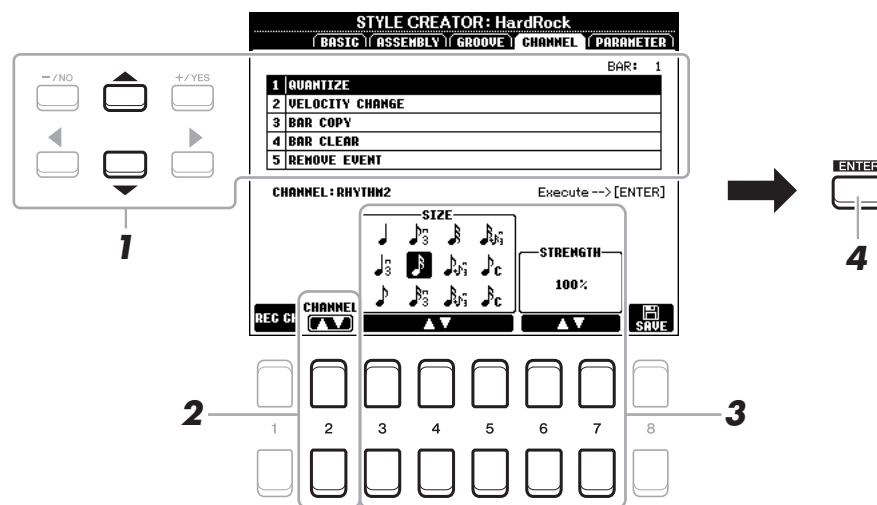 STYLE CREATOR: HardRock
BASIC ASSEMBLY GROOVE CHANNEL PARAMETER
BAR: 1
–/NO +/YES
1 QUANTIZE
2 VELOCITY CHANGE
3 BAR COPY
4 BAR CLEAR
5 REMOVE EVENT
CHANNEL:RHYTHM2 Execute-->[ENTER]
ENTER
1
4
SIZE
STRENGTH
100%
REC CH CHANNEL SAVE
2
3
1 2 3 4 5 6 7 8